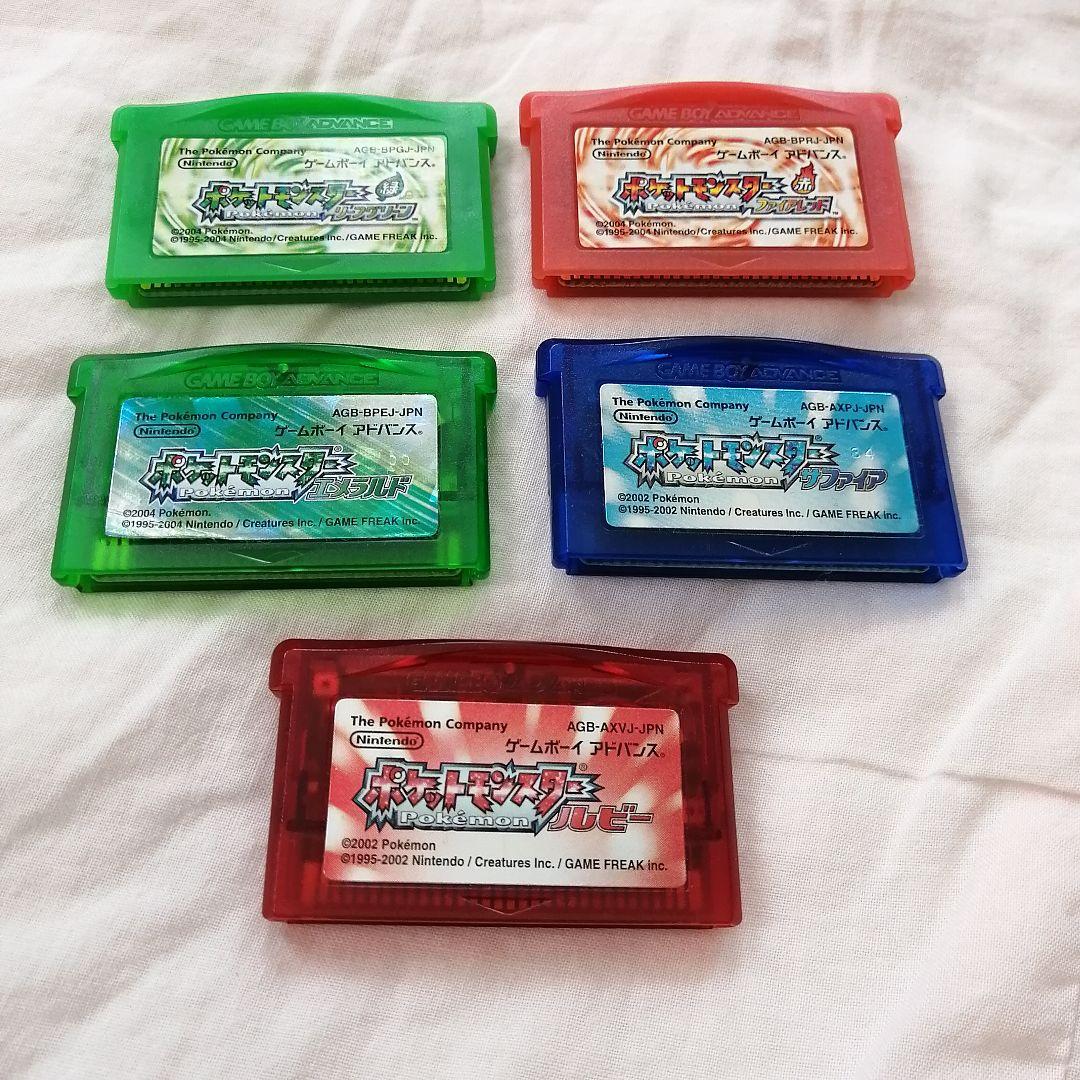 GAME BOY ADVANCE
The Pokémon Company AGB-BPGJ-JPN
Nintendo ゲームボーイ アドバンス®
ポケットモンスター 緑
Pokémon リーフグリーン
©2004 Pokémon.
©1995-2004 Nintendo/Creatures Inc./GAME FREAK inc.
GAME BOY ADVANCE
The Pokémon Company AGB-BPRJ-JPN
Nintendo ゲームボーイ アドバンス®
ポケットモンスター 赤
Pokémon ファイアレッド™
©2004 Pokémon.
©1995-2004 Nintendo/Creatures Inc./GAME FREAK inc.
GAME BOY ADVANCE
The Pokémon Company AGB-BPEJ-JPN
Nintendo ゲームボーイ アドバンス®
ポケットモンスター
Pokémon エメラルド
©2004 Pokémon.
©1995-2004 Nintendo / Creatures Inc. / GAME FREAK inc.
GAME BOY ADVANCE
The Pokémon Company AGB-AXPJ-JPN
Nintendo ゲームボーイ アドバンス®
ポケットモンスター® 34
Pokémon サファイア
©2002 Pokémon
©1995-2002 Nintendo / Creatures Inc. / GAME FREAK inc.
GAME BOY ADVANCE
The Pokémon Company AGB-AXVJ-JPN
Nintendo ゲームボーイ アドバンス®
ポケットモンスター®
Pokémon ルビー
©2002 Pokémon
©1995-2002 Nintendo / Creatures Inc. / GAME FREAK inc.